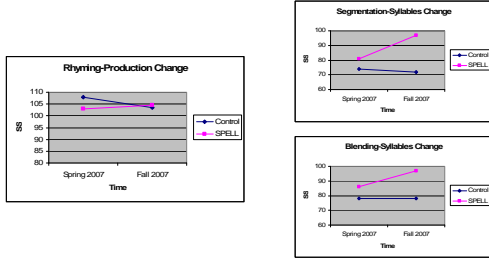 Rhyming-Production Change
110
105
100
95
90
85
80
SS
Spring 2007 Fall 2007
Time
Control
SPELL
Segmentation-Syllables Change
100
90
80
70
60
SS
Spring 2007 Fall 2007
Time
Control
SPELL
Blending-Syllables Change
100
90
80
70
60
SS
Spring 2007 Fall 2007
Time
Control
SPELL